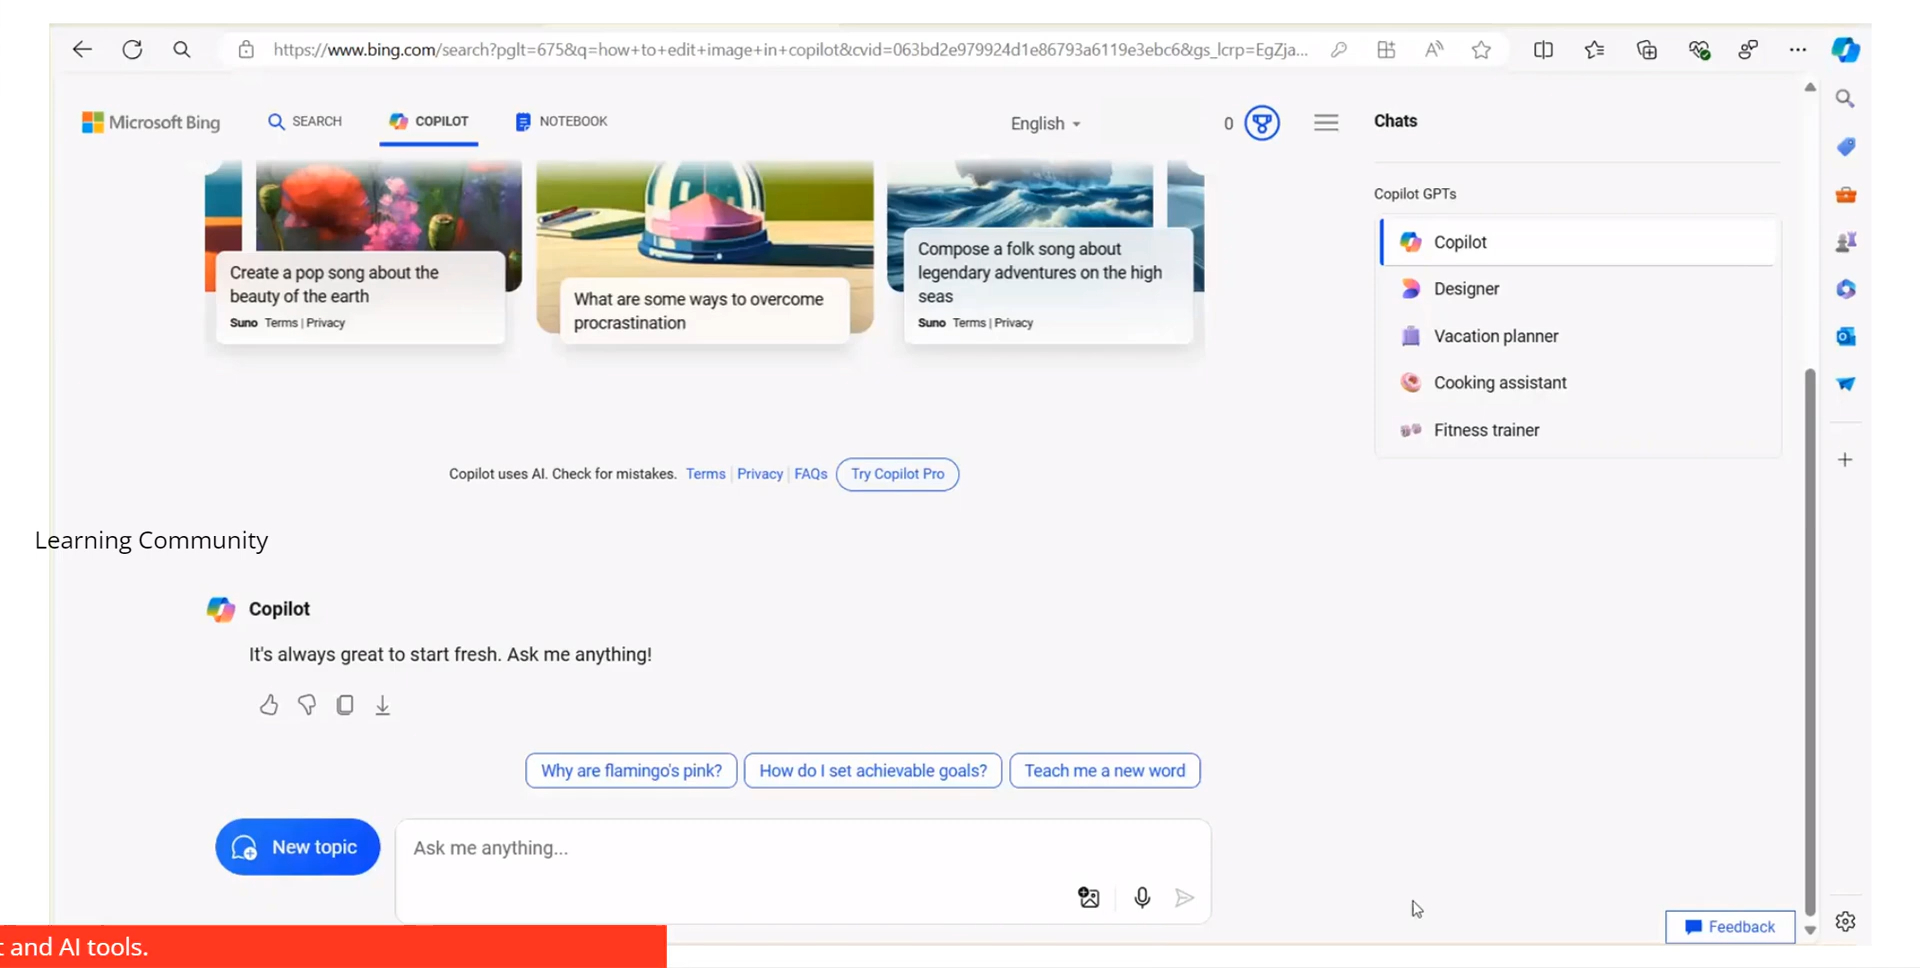 https://www.bing.com/search?pglt=675&q=how+to+edit+image+in+copilot&cvid=063bd2e979924d1e86793a6119e3ebc6&gs_lcrp=EgZja...
Microsoft Bing
SEARCH
COPILOT
NOTEBOOK
English
0
Chats
Create a pop song about the
beauty of the earth
Suno Terms | Privacy
What are some ways to overcome
procrastination
Compose a folk song about
legendary adventures on the high
seas
Suno Terms | Privacy
Copilot GPTs
Copilot
Designer
Vacation planner
Cooking assistant
Fitness trainer
Copilot uses AI. Check for mistakes. Terms | Privacy | FAQs Try Copilot Pro
Learning Community
Copilot
It's always great to start fresh. Ask me anything!
Why are flamingo's pink?
How do I set achievable goals?
Teach me a new word
New topic
Ask me anything...
Feedback
and AI tools.